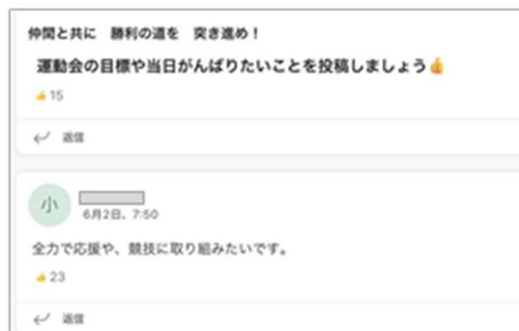 仲間と共に 勝利の道を 突き進め！
運動会の目標や当日がんばりたいことを投稿しましょう👍
👍15
返信
小
6月2日、7:50
全力で応援や、競技に取り組みたいです。
👍23
返信